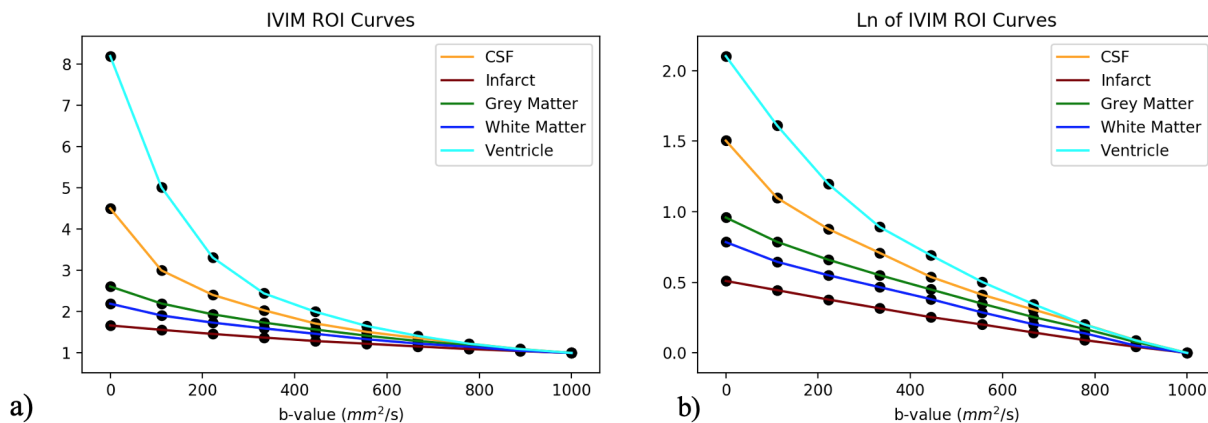 IVIM ROI Curves
8
7
6
5
4
3
2
1
0 200 400 600 800 1000
b-value (mm²/s)
CSF
Infarct
Grey Matter
White Matter
Ventricle
a)
Ln of IVIM ROI Curves
2.0
1.5
1.0
0.5
0.0
0 200 400 600 800 1000
b-value (mm²/s)
CSF
Infarct
Grey Matter
White Matter
Ventricle
b)